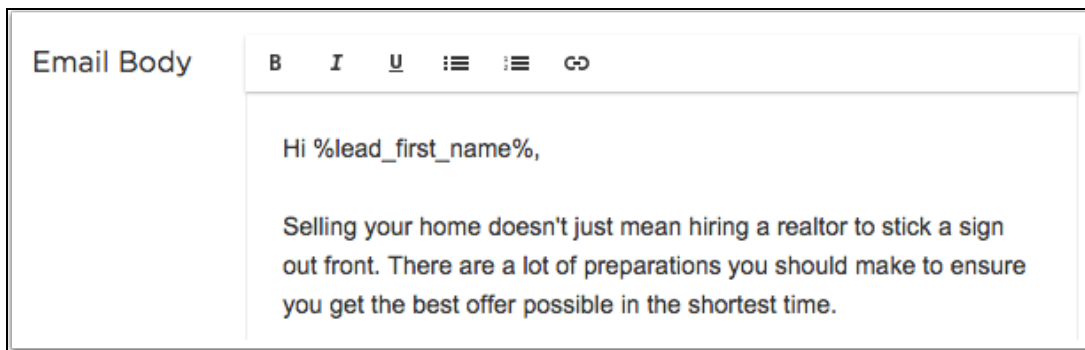 Email Body
B I U
Hi %lead_first_name%,
Selling your home doesn't just mean hiring a realtor to stick a sign
out front. There are a lot of preparations you should make to ensure
you get the best offer possible in the shortest time.